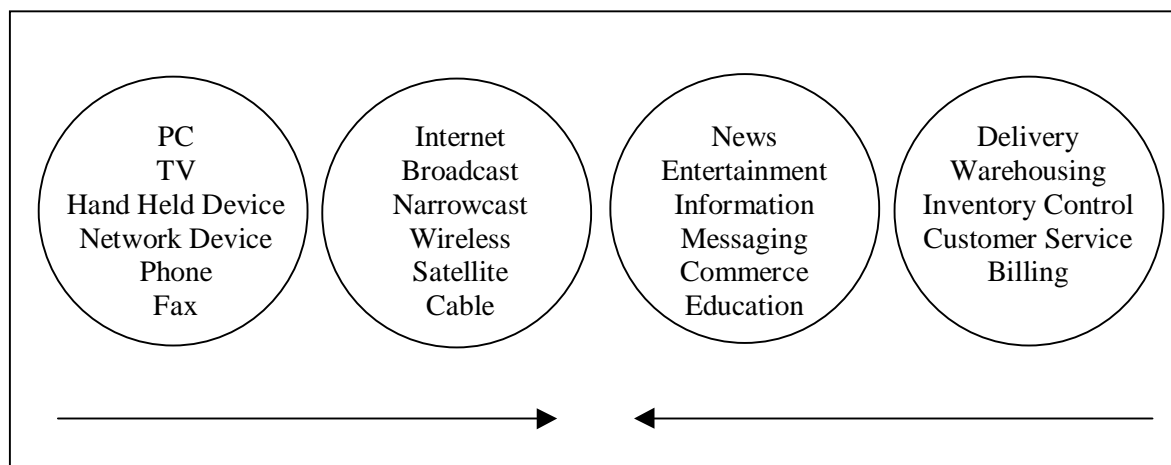 PC
TV
Hand Held Device
Network Device
Phone
Fax
Internet
Broadcast
Narrowcast
Wireless
Satellite
Cable
News
Entertainment
Information
Messaging
Commerce
Education
Delivery
Warehousing
Inventory Control
Customer Service
Billing